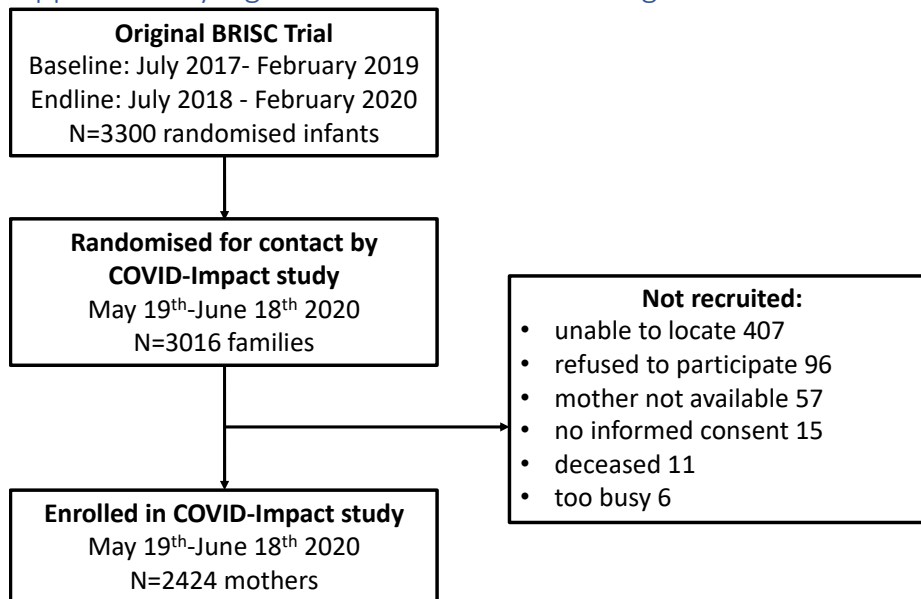 Original BRISC Trial
Baseline: July 2017- February 2019
Endline: July 2018 - February 2020
N=3300 randomised infants
Randomised for contact by
COVID-Impact study
May 19th-June 18th 2020
N=3016 families
Not recruited:
• unable to locate 407
• refused to participate 96
• mother not available 57
• no informed consent 15
• deceased 11
• too busy 6
Enrolled in COVID-Impact study
May 19th-June 18th 2020
N=2424 mothers